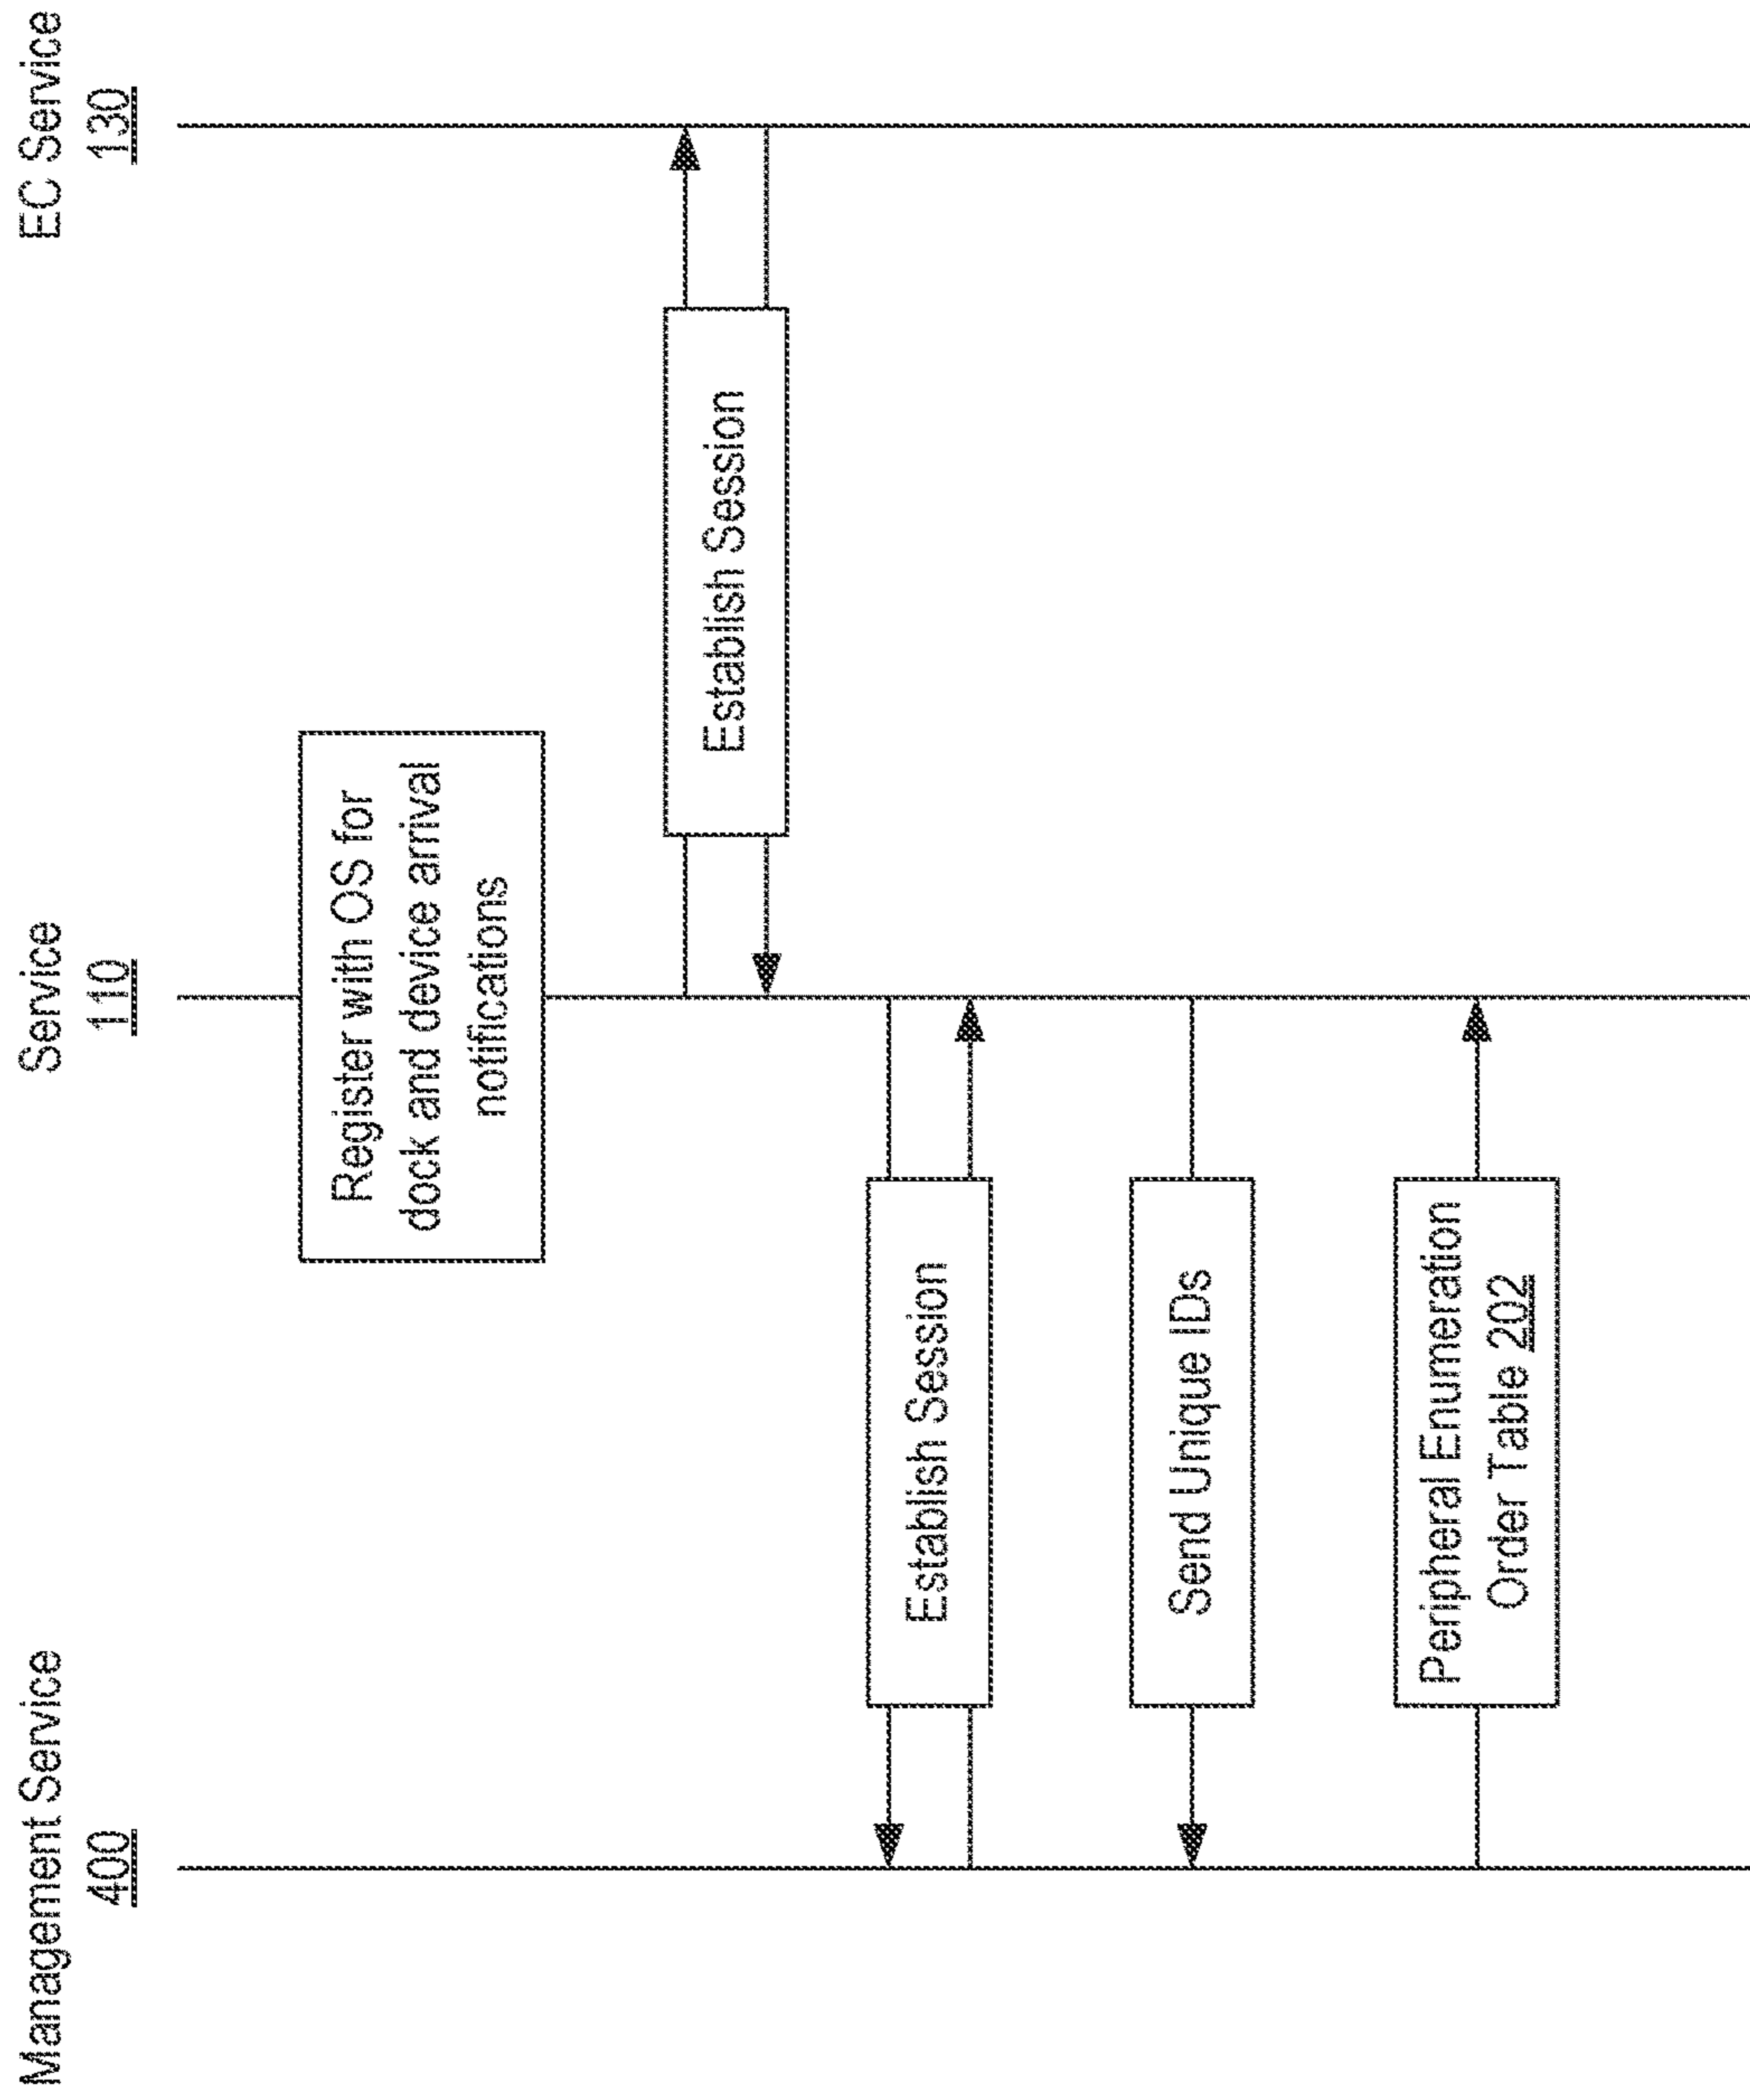 Management Service
400
Service
110
EC Service
130
Register with OS for
dock and device arrival
notifications
Establish Session
Establish Session
Send Unique IDs
Peripheral Enumeration
Order Table 202